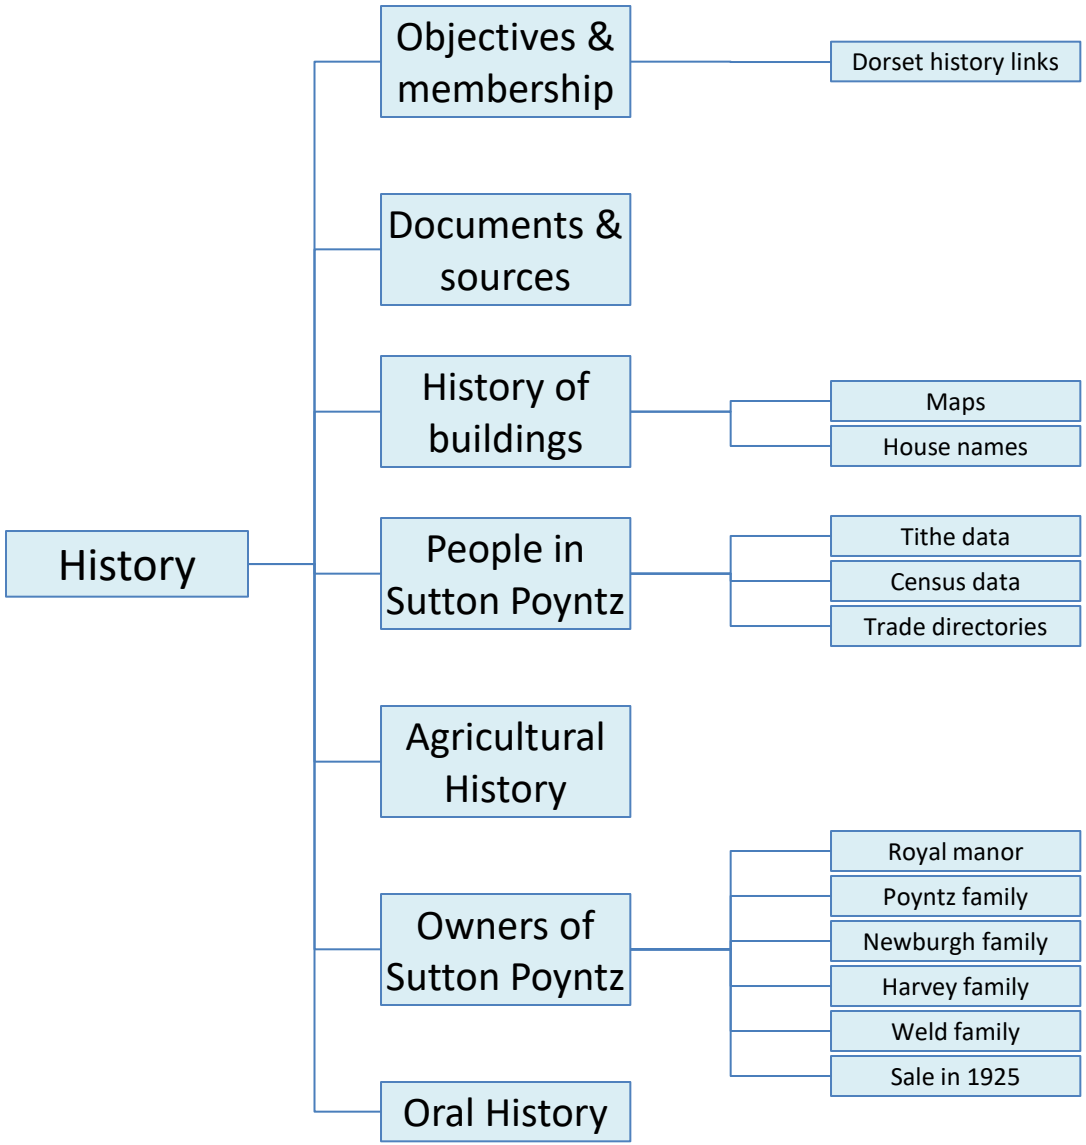 History
Objectives &
membership
Dorset history links
Documents &
sources
History of
buildings
Maps
House names
People in
Sutton Poyntz
Tithe data
Census data
Trade directories
Agricultural
History
Owners of
Sutton Poyntz
Royal manor
Poyntz family
Newburgh family
Harvey family
Weld family
Sale in 1925
Oral History